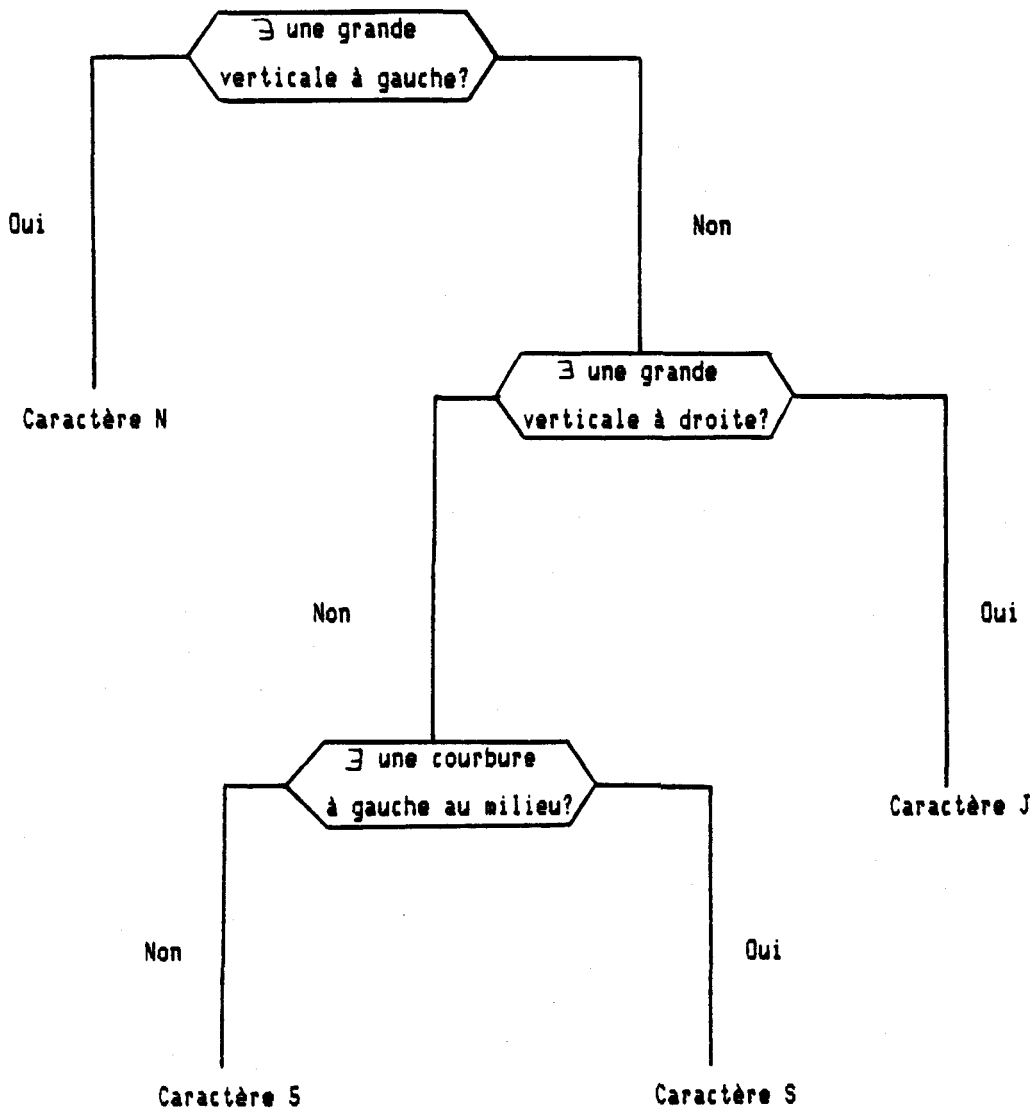 ∃ une grande
verticale à gauche?
Oui
Non
∃ une grande
verticale à droite?
Caractère N
Non
Oui
∃ une courbure
à gauche au milieu?
Caractère J
Non
Oui
Caractère 5
Caractère S